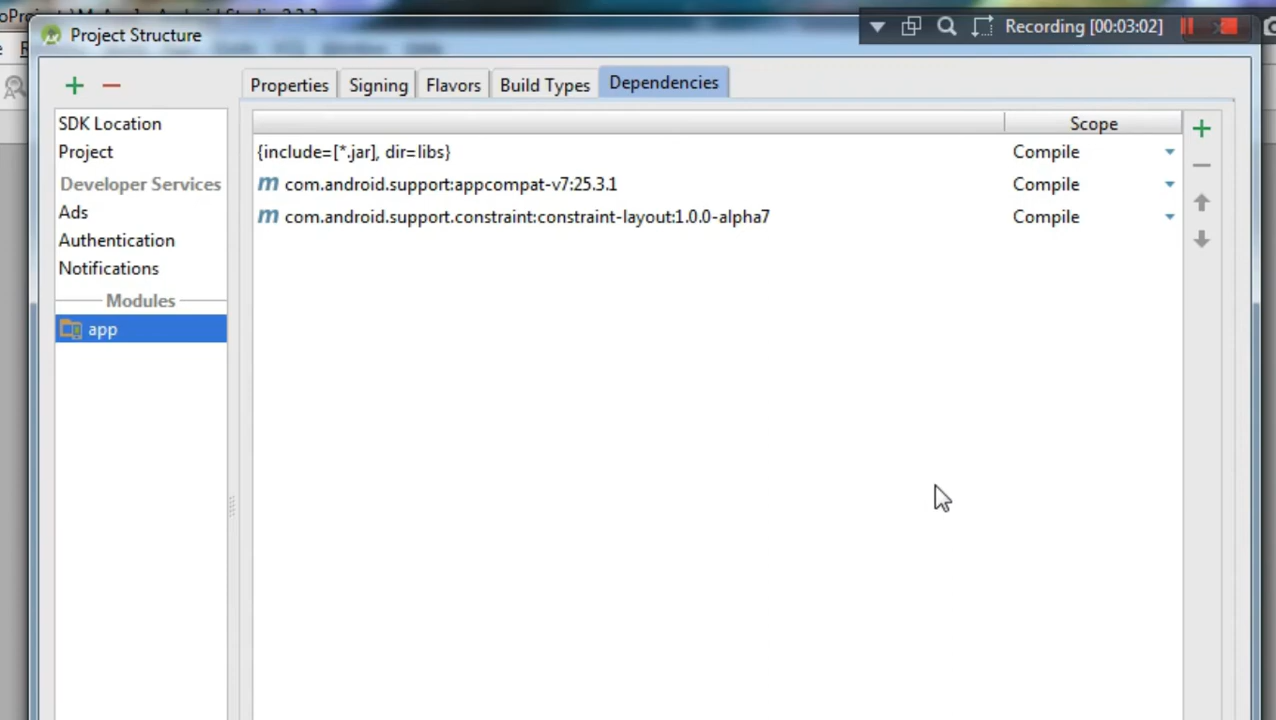 Project Structure
Recording [00:03:02]
Properties
Signing
Flavors
Build Types
Dependencies
SDK Location
Project
Developer Services
Ads
Authentication
Notifications
Modules
app
Scope
{include=[*.jar], dir=libs}
Compile
m com.android.support:appcompat-v7:25.3.1
Compile
m com.android.support.constraint:constraint-layout:1.0.0-alpha7
Compile